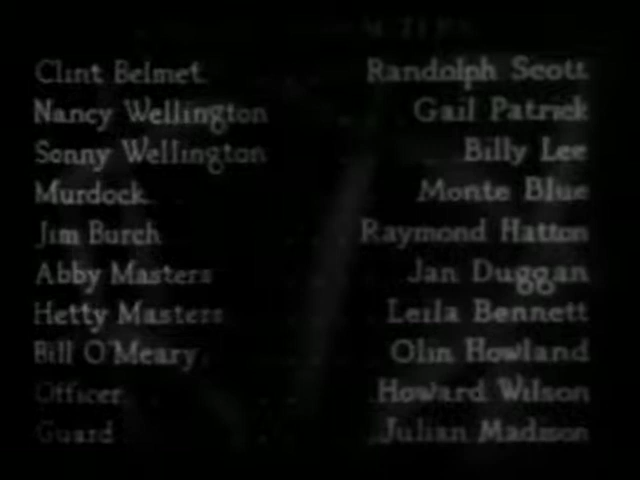 Clint Belmet Randolph Scott
Nancy Wellington Gail Patrick
Sonny Wellington Billy Lee
Murdock Monte Blue
Jim Burch Raymond Hatton
Abby Masters Jan Duggan
Hetty Masters Leila Bennett
Bill O'Meary Olin Howland
Officer Howard Wilson
Guard Julian Madison